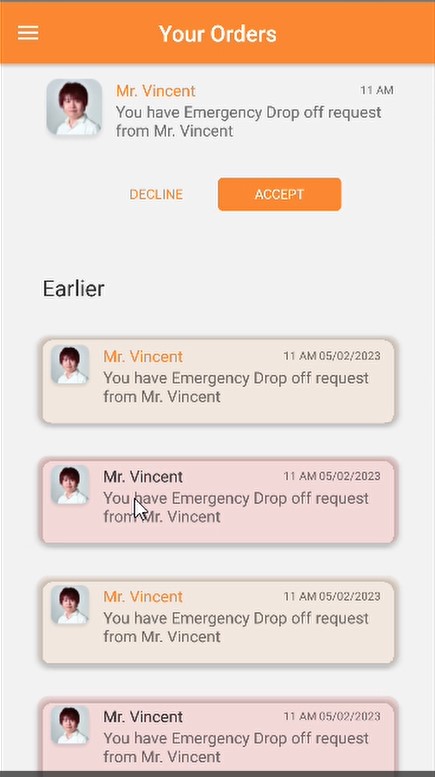 Your Orders
Mr. Vincent
11 AM
You have Emergency Drop off request
from Mr. Vincent
DECLINE
ACCEPT
Earlier
Mr. Vincent
11 AM 05/02/2023
You have Emergency Drop off request
from Mr. Vincent
Mr. Vincent
11 AM 05/02/2023
You have Emergency Drop off request
from Mr. Vincent
Mr. Vincent
11 AM 05/02/2023
You have Emergency Drop off request
from Mr. Vincent
Mr. Vincent
11 AM 05/02/2023
You have Emergency Drop off request
from Mr. Vincent